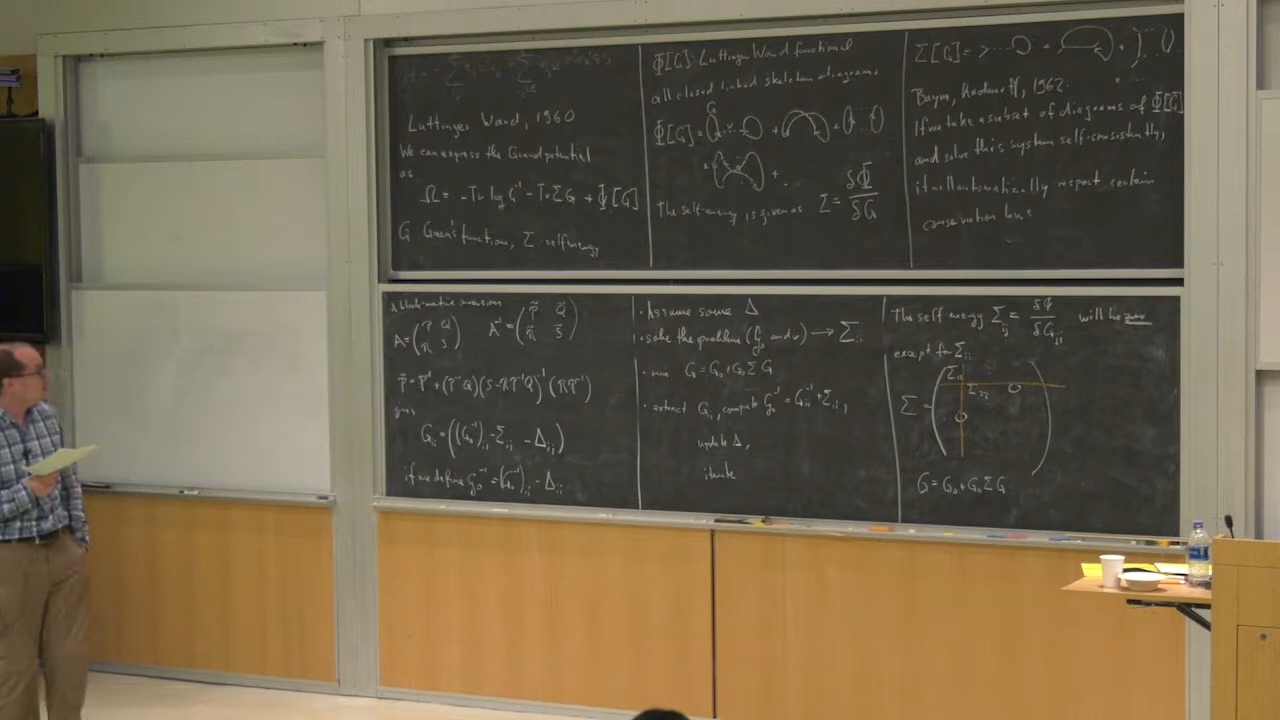 Luttinger Ward, 1960
We can express the Grand potential
as
Ω = -Tr log G⁻¹ - Tr Σ G + Φ[G]
G Green's function, Σ self energy
Φ[G] Luttinger Ward functional
all closed linked skeleton diagrams
G
Φ[G] = + +
+ ..
The self-energy is given as Σ = δΦ/δG
Σ[G] = + +
Baym, Kadanoff, 1962:
If we take a subset of diagrams of Φ[G]
and solve this system self-consistently,
it will automatically respect certain
conservation laws
block-matrix inversion
A = (P Q R S) A⁻¹ = (P̃ Q̃ R̃ S̃)
P̃ = P⁻¹ + (P⁻¹Q)(S - RP⁻¹Q)⁻¹(RP⁻¹)
gives
G_ii = ((G₀⁻¹)_ii - Σ_ii - Δ_ii)
if we define g₀⁻¹ = (G₀⁻¹)_ii - Δ_ii
· Assume some Δ
· solve the problem (g₀ and v) → Σ_ii
· G = G₀ + G₀ Σ G
· extract G_ii, compute g₀⁻¹ = G_ii⁻¹ + Σ_ii,
update Δ,
iterate
The self energy Σ_ij = δΦ/δG_ji will be zero
except for Σ_ii
Σ = (Σ₁₁ Σ₂₂ 0 0)
G = G₀ + G₀ Σ G